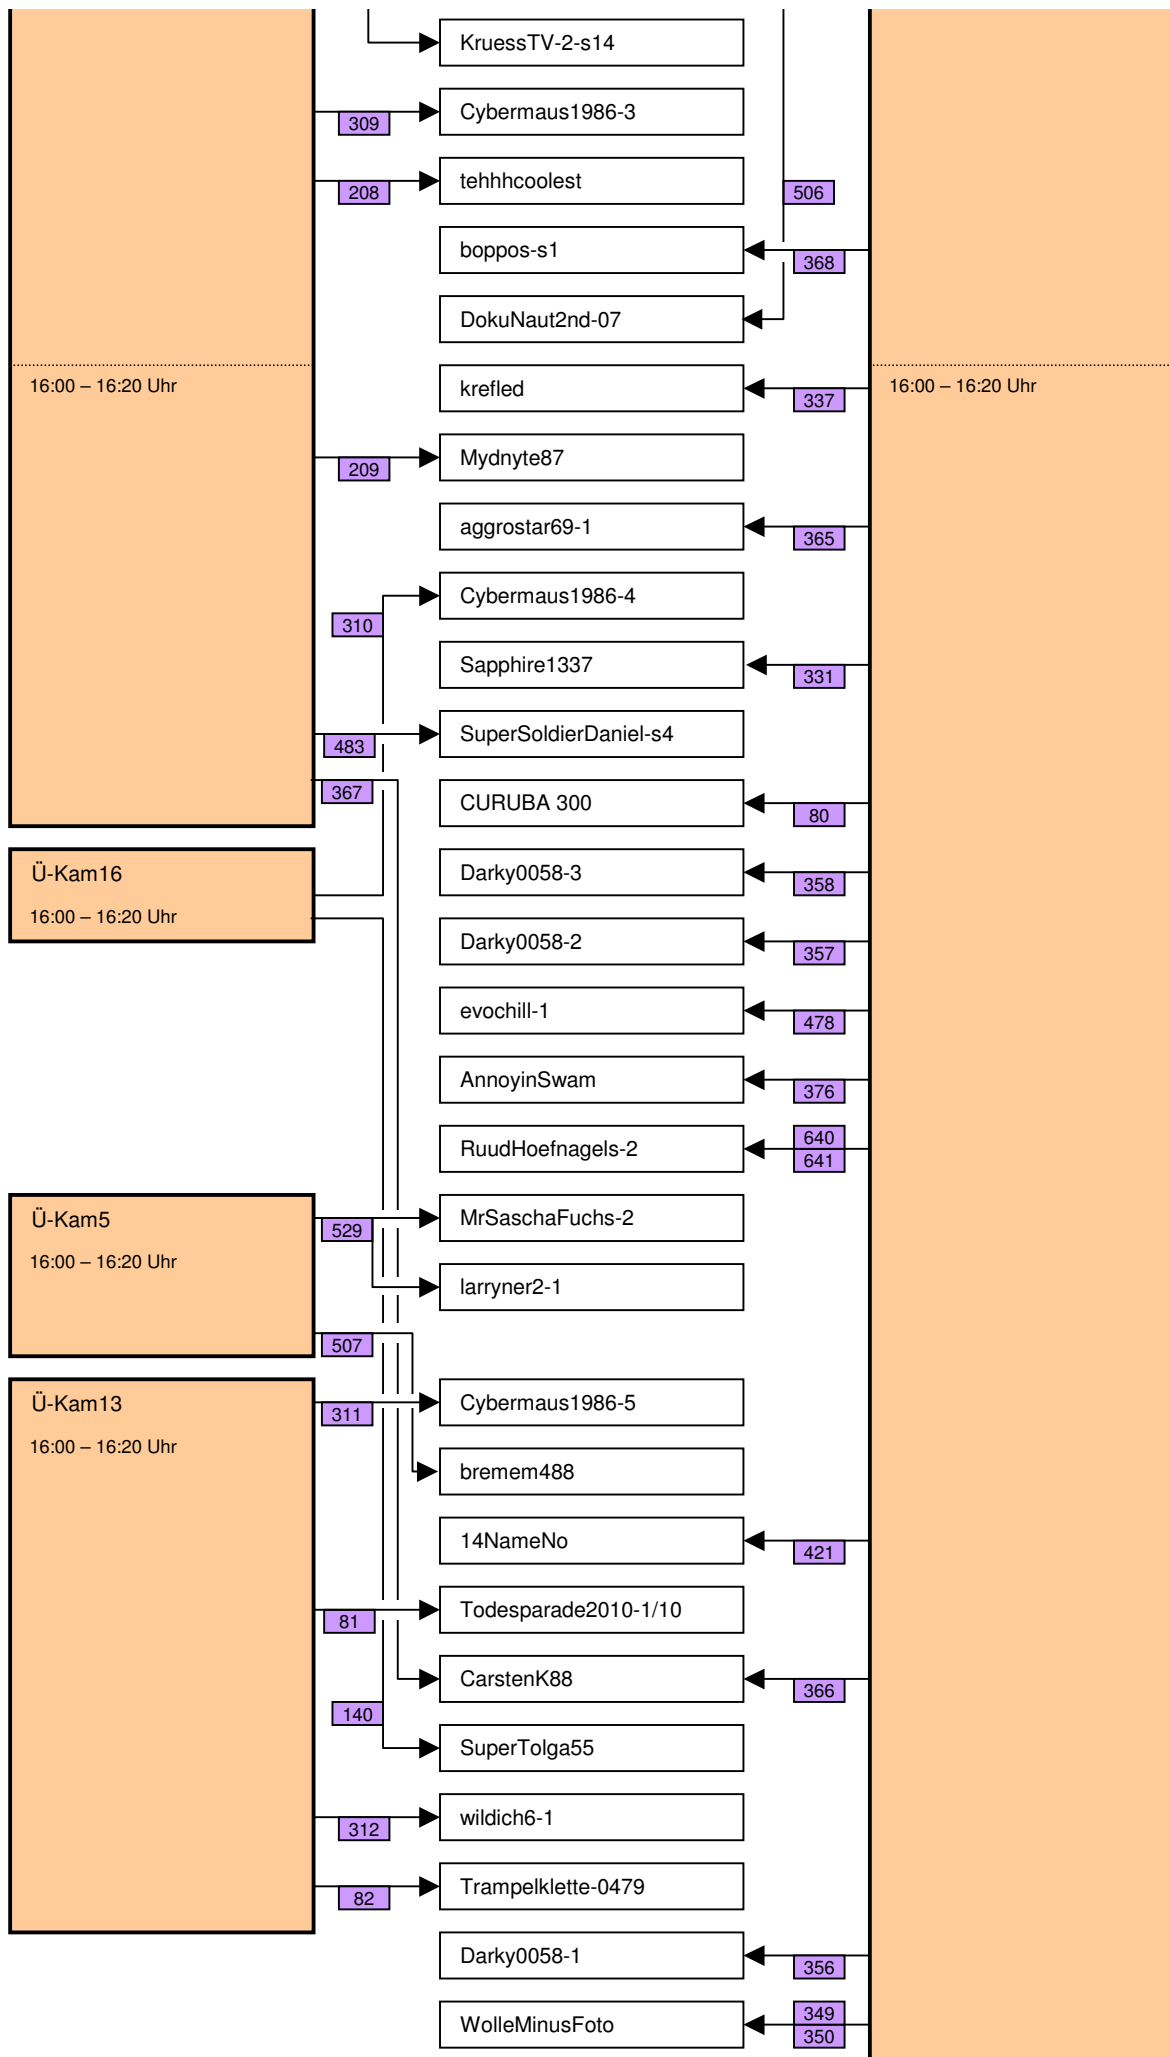 KruessTV-2-s14
Cybermaus1986-3
309
tehhhcoolest
208
506
boppos-s1
368
DokuNaut2nd-07
16:00 – 16:20 Uhr
krefled
337
16:00 – 16:20 Uhr
Mydnyte87
209
aggrostar69-1
365
Cybermaus1986-4
310
Sapphire1337
331
SuperSoldierDaniel-s4
483
367
CURUBA 300
80
Ü-Kam16
16:00 – 16:20 Uhr
Darky0058-3
358
Darky0058-2
357
evochill-1
478
AnnoyinSwam
376
RuudHoefnagels-2
640
641
Ü-Kam5
16:00 – 16:20 Uhr
MrSaschaFuchs-2
529
larryner2-1
507
Ü-Kam13
16:00 – 16:20 Uhr
Cybermaus1986-5
311
bremem488
14NameNo
421
Todesparade2010-1/10
81
CarstenK88
366
140
SuperTolga55
wildich6-1
312
Trampelklette-0479
82
Darky0058-1
356
WolleMinusFoto
349
350